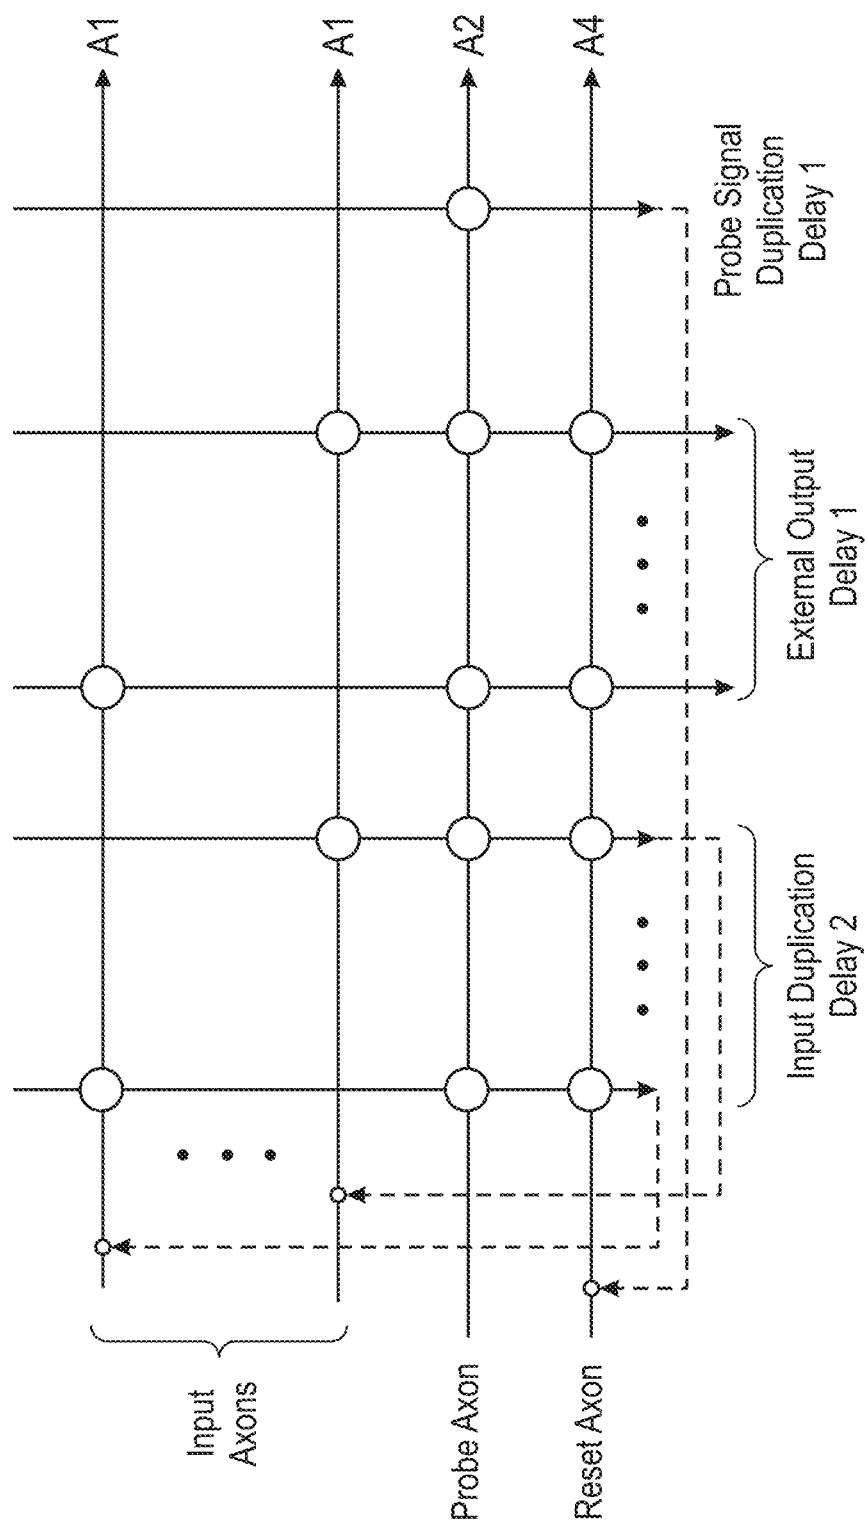 A1
A1
A2
A4
Input
Axons
Probe Axon
Reset Axon
Input Duplication
Delay 2
External Output
Delay 1
Probe Signal
Duplication
Delay 1